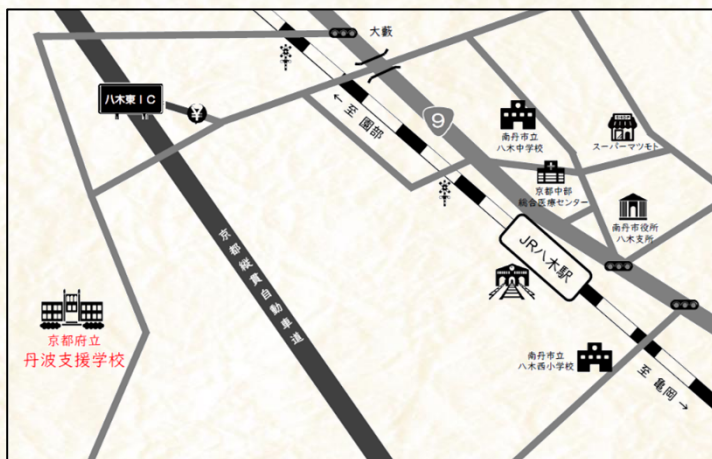 大藪
八木東IC
¥
← 至 園部
9
南丹市立
八木中学校
SHOP
スーパーマツモト
京都中部
総合医療センター
南丹市役所
八木支所
京都縦貫自動車道
JR八木駅
京都府立
丹波支援学校
南丹市立
八木西小学校
至 亀岡 →